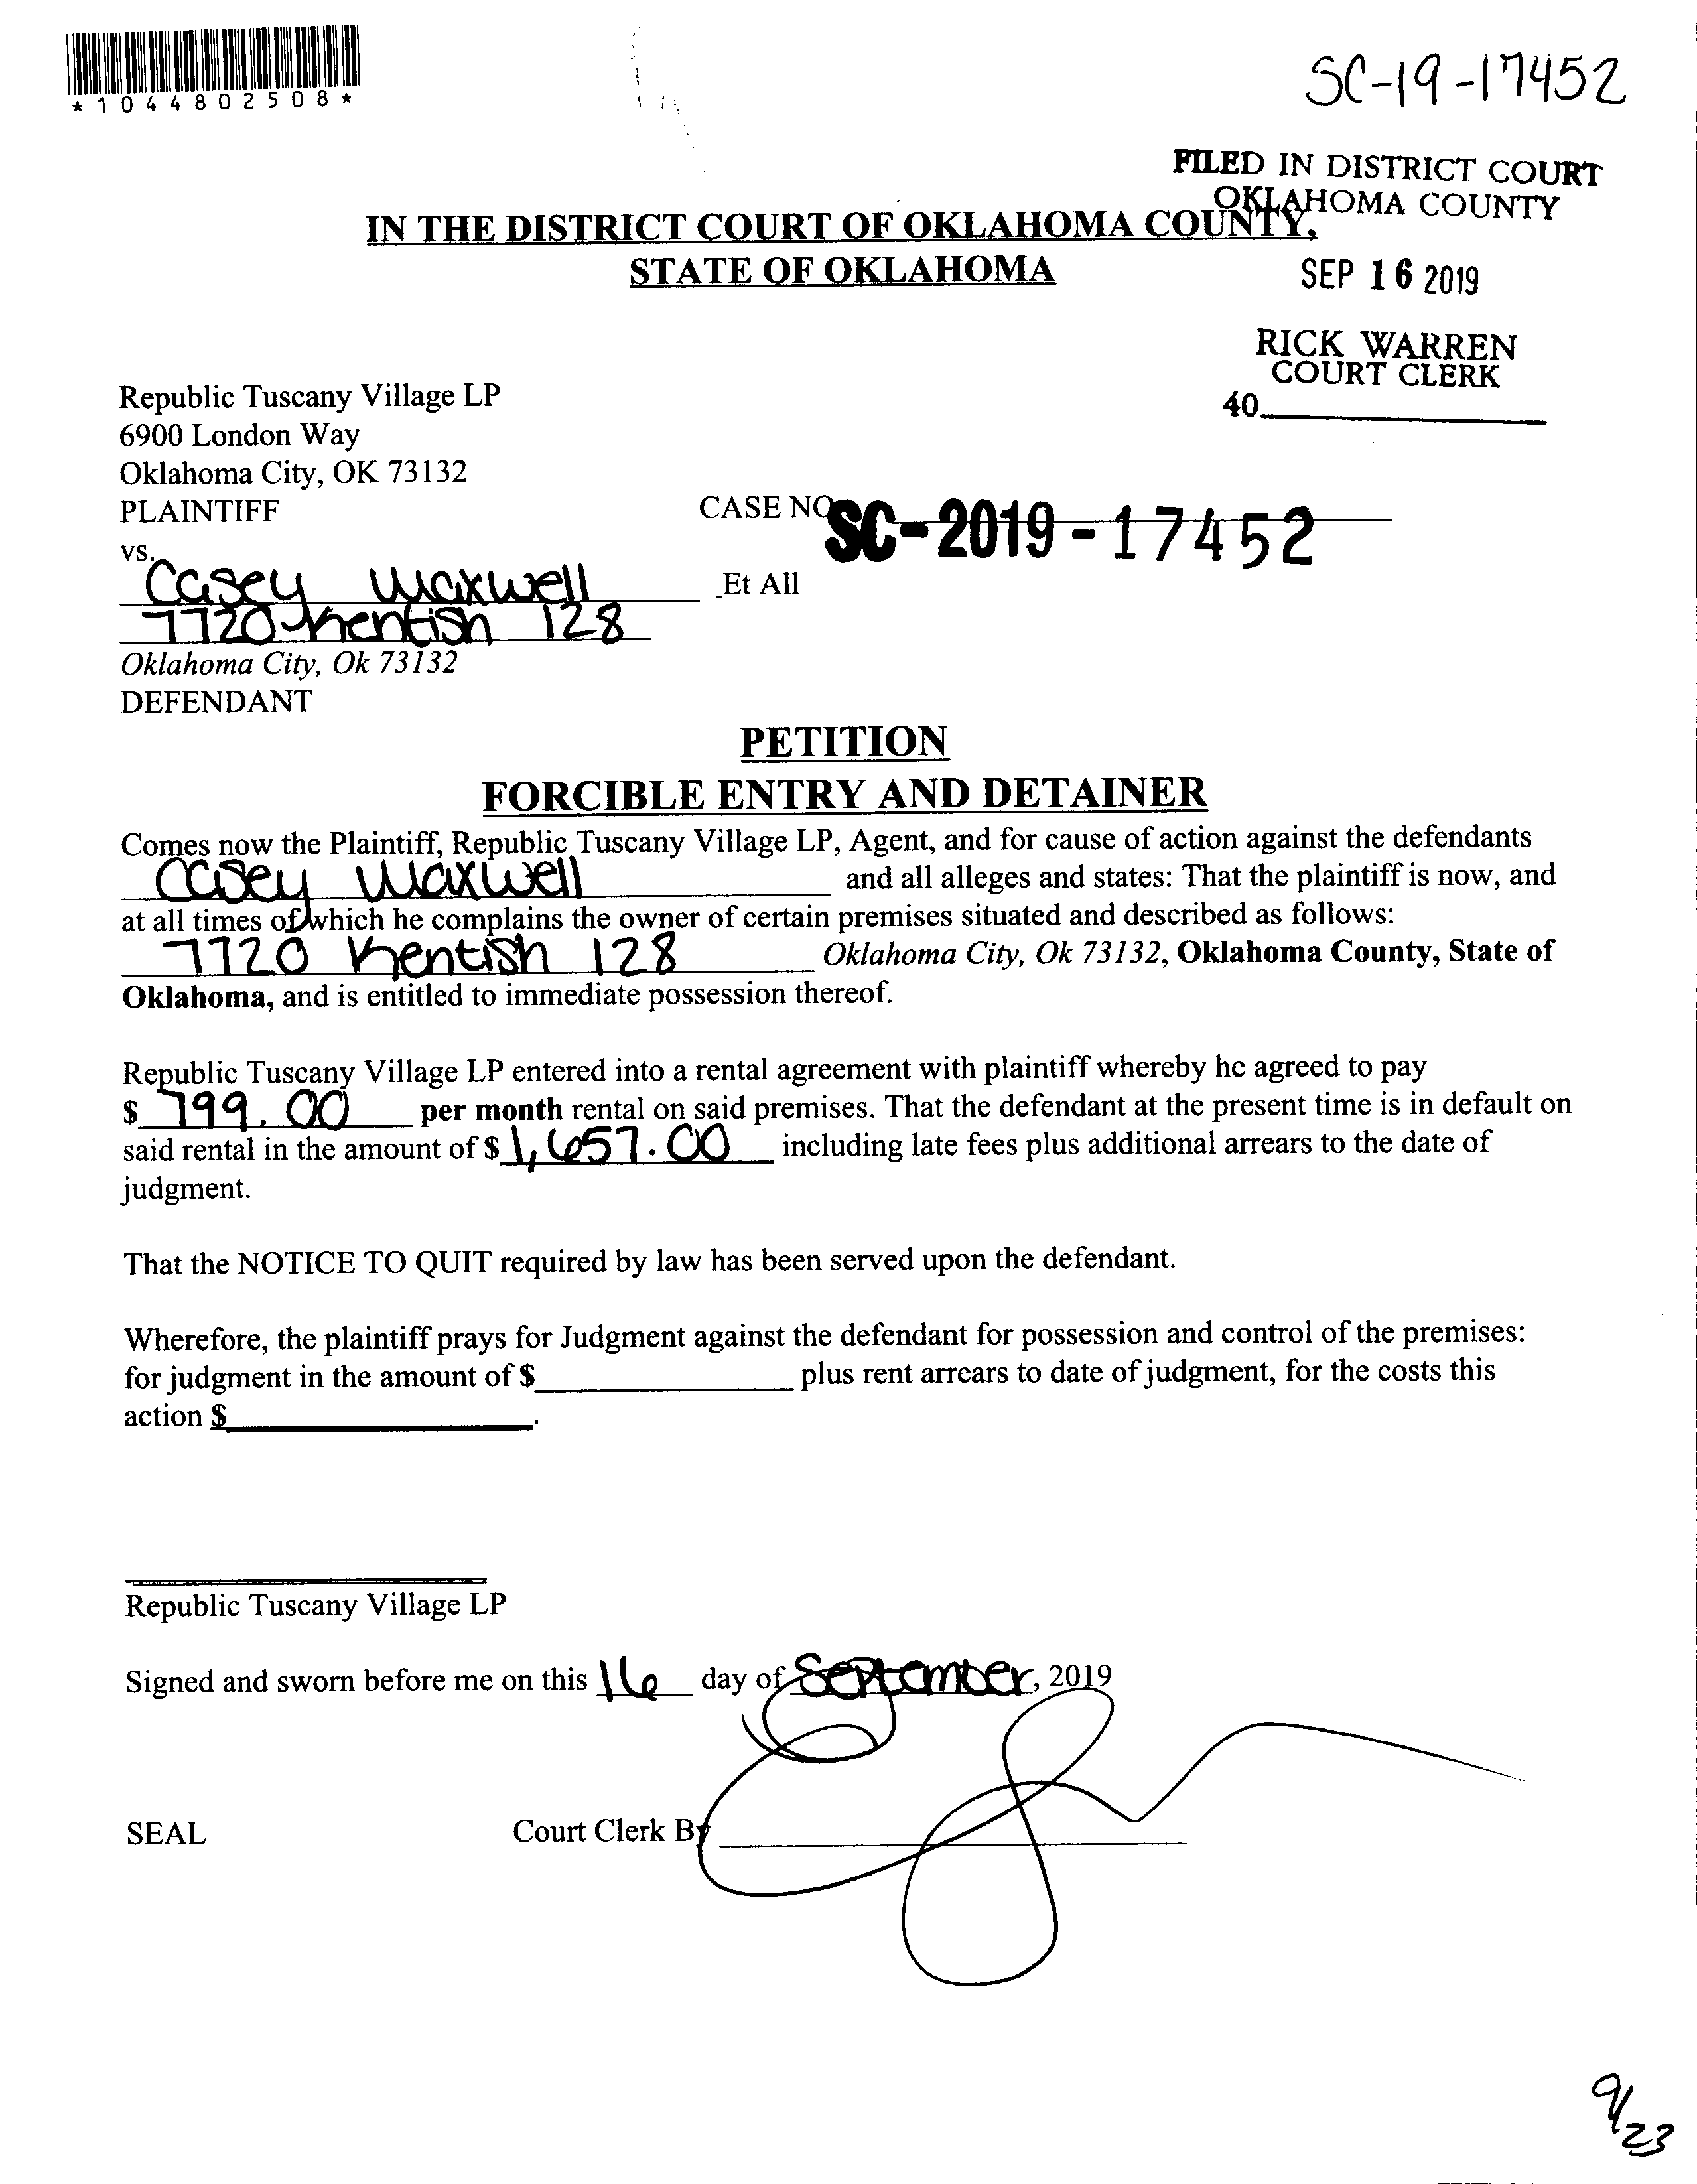 *1044802508*
SC-19-17452
FILED IN DISTRICT COURT
OKLAHOMA COUNTY
IN THE DISTRICT COURT OF OKLAHOMA COUNTY,
STATE OF OKLAHOMA
SEP 16 2019
RICK WARREN
COURT CLERK
40
Republic Tuscany Village LP
6900 London Way
Oklahoma City, OK 73132
PLAINTIFF
CASE NO SC-2019-17452
vs.
Casey Maxwell Et All
7720 Kentish 128
Oklahoma City, Ok 73132
DEFENDANT
PETITION
FORCIBLE ENTRY AND DETAINER
Comes now the Plaintiff, Republic Tuscany Village LP, Agent, and for cause of action against the defendants
Casey Maxwell and all alleges and states: That the plaintiff is now, and
at all times of which he complains the owner of certain premises situated and described as follows:
7720 Kentish 128 Oklahoma City, Ok 73132, Oklahoma County, State of
Oklahoma, and is entitled to immediate possession thereof.
Republic Tuscany Village LP entered into a rental agreement with plaintiff whereby he agreed to pay
$ 799.00 per month rental on said premises. That the defendant at the present time is in default on
said rental in the amount of $ 1,657.00 including late fees plus additional arrears to the date of
judgment.
That the NOTICE TO QUIT required by law has been served upon the defendant.
Wherefore, the plaintiff prays for Judgment against the defendant for possession and control of the premises:
for judgment in the amount of $ plus rent arrears to date of judgment, for the costs this
action $ .
Republic Tuscany Village LP
Signed and sworn before me on this 16 day of September, 2019
SEAL Court Clerk By
9/23